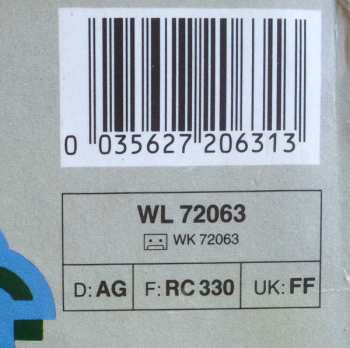 0 035627 206313
WL 72063
WK 72063
D: AG F: RC 330 UK: FF